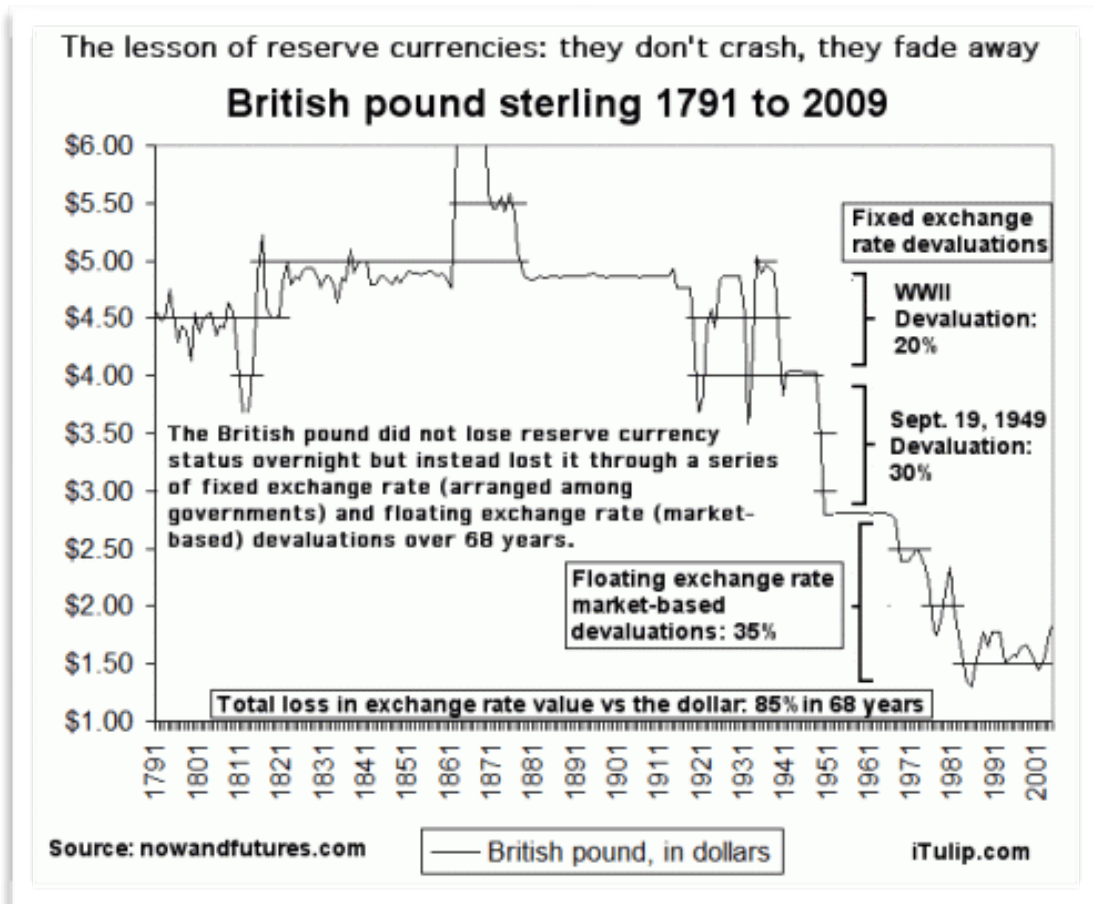 The lesson of reserve currencies: they don't crash, they fade away
British pound sterling 1791 to 2009
$6.00
$5.50
$5.00
$4.50
$4.00
$3.50
$3.00
$2.50
$2.00
$1.50
$1.00
Fixed exchange
rate devaluations
WWII
Devaluation:
20%
Sept. 19, 1949
Devaluation:
30%
The British pound did not lose reserve currency
status overnight but instead lost it through a series
of fixed exchange rate (arranged among
governments) and floating exchange rate (market-
based) devaluations over 68 years.
Floating exchange rate
market-based
devaluations: 35%
Total loss in exchange rate value vs the dollar: 85% in 68 years
1791 1801 1811 1821 1831 1841 1851 1861 1871 1881 1891 1901 1911 1921 1931 1941 1951 1961 1971 1981 1991 2001
Source: nowandfutures.com
British pound, in dollars
iTulip.com